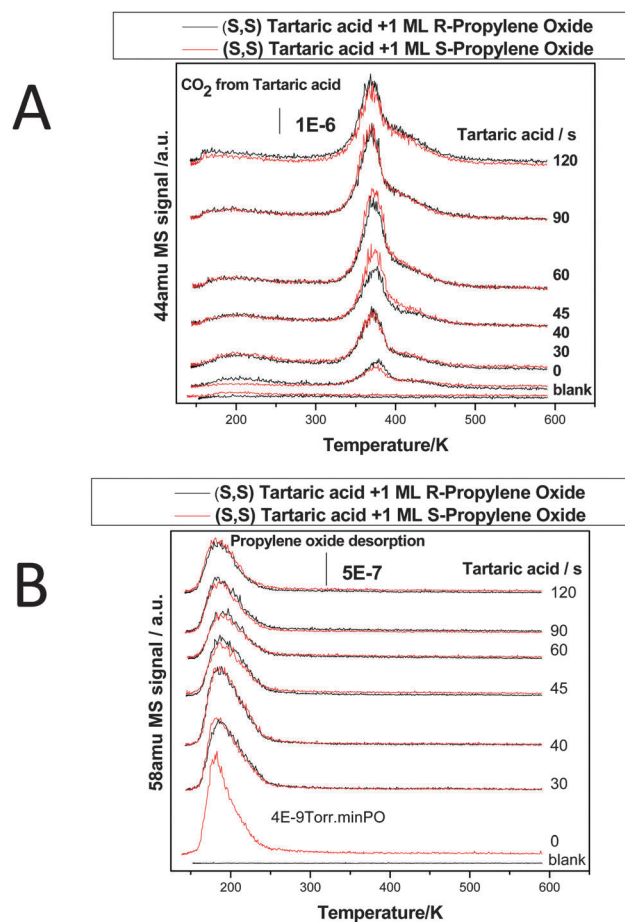 A
(S,S) Tartaric acid +1 ML R-Propylene Oxide
(S,S) Tartaric acid +1 ML S-Propylene Oxide
CO2 from Tartaric acid
1E-6
Tartaric acid / s
120
90
60
45
40
30
0
blank
44amu MS signal /a.u.
200 300 400 500 600
Temperature/K
B
(S,S) Tartaric acid +1 ML R-Propylene Oxide
(S,S) Tartaric acid +1 ML S-Propylene Oxide
Propylene oxide desorption
5E-7
Tartaric acid / s
120
90
60
45
40
30
4E-9Torr.minPO
0
blank
58amu MS signal / a.u.
200 300 400 500 600
Temperature/K